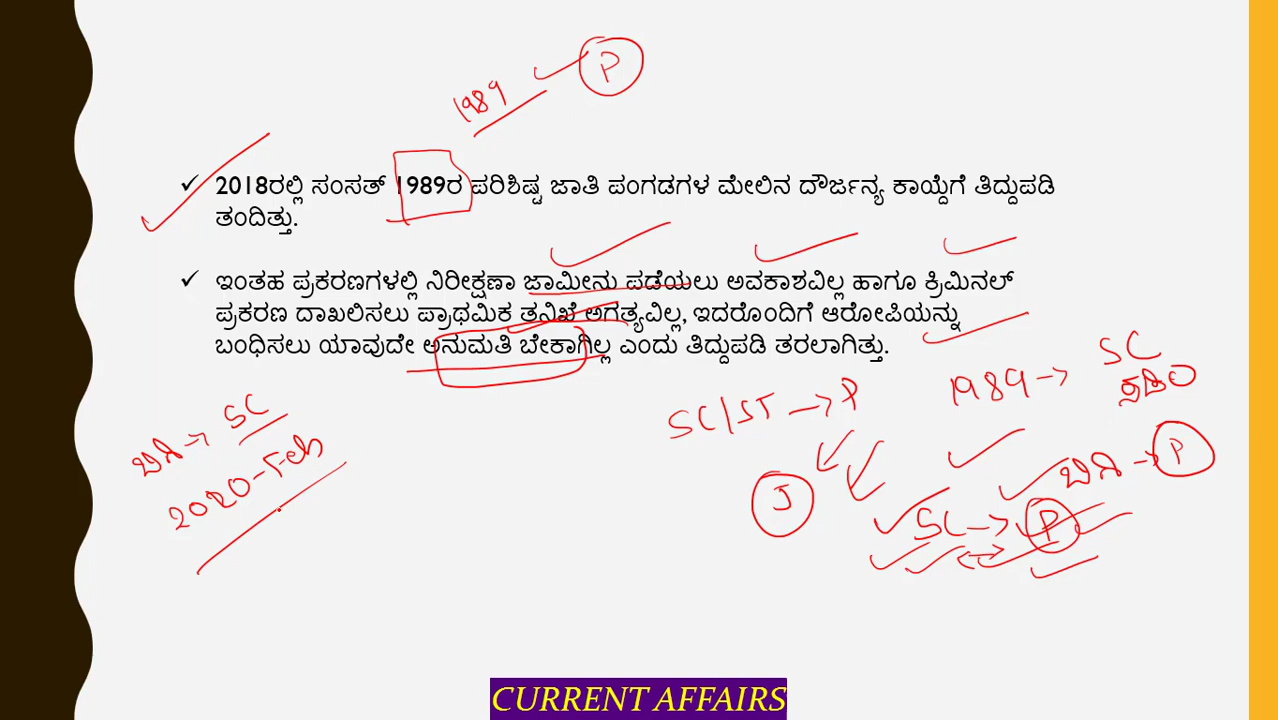 P
1989
2018ರಲ್ಲಿ ಸಂಸತ್ 1989ರ ಪರಿಶಿಷ್ಟ ಜಾತಿ ಪಂಗಡಗಳ ಮೇಲಿನ ದೌರ್ಜನ್ಯ ಕಾಯ್ದೆಗೆ ತಿದ್ದುಪಡಿ
ತಂದಿತ್ತು.
ಇಂತಹ ಪ್ರಕರಣಗಳಲ್ಲಿ ನಿರೀಕ್ಷಣಾ ಜಾಮೀನು ಪಡೆಯಲು ಅವಕಾಶವಿಲ್ಲ ಹಾಗೂ ಕ್ರಿಮಿನಲ್
ಪ್ರಕರಣ ದಾಖಲಿಸಲು ಪ್ರಾಥಮಿಕ ತನಿಖೆ ಅಗತ್ಯವಿಲ್ಲ, ಇದರೊಂದಿಗೆ ಆರೋಪಿಯನ್ನು
ಬಂಧಿಸಲು ಯಾವುದೇ ಅನುಮತಿ ಬೇಕಾಗಿಲ್ಲ ಎಂದು ತಿದ್ದುಪಡಿ ತರಲಾಗಿತ್ತು.
1989 → SC
SC/ST → P
→ SC
2020-Feb
→ P
J
SC → P
CURRENT AFFAIRS